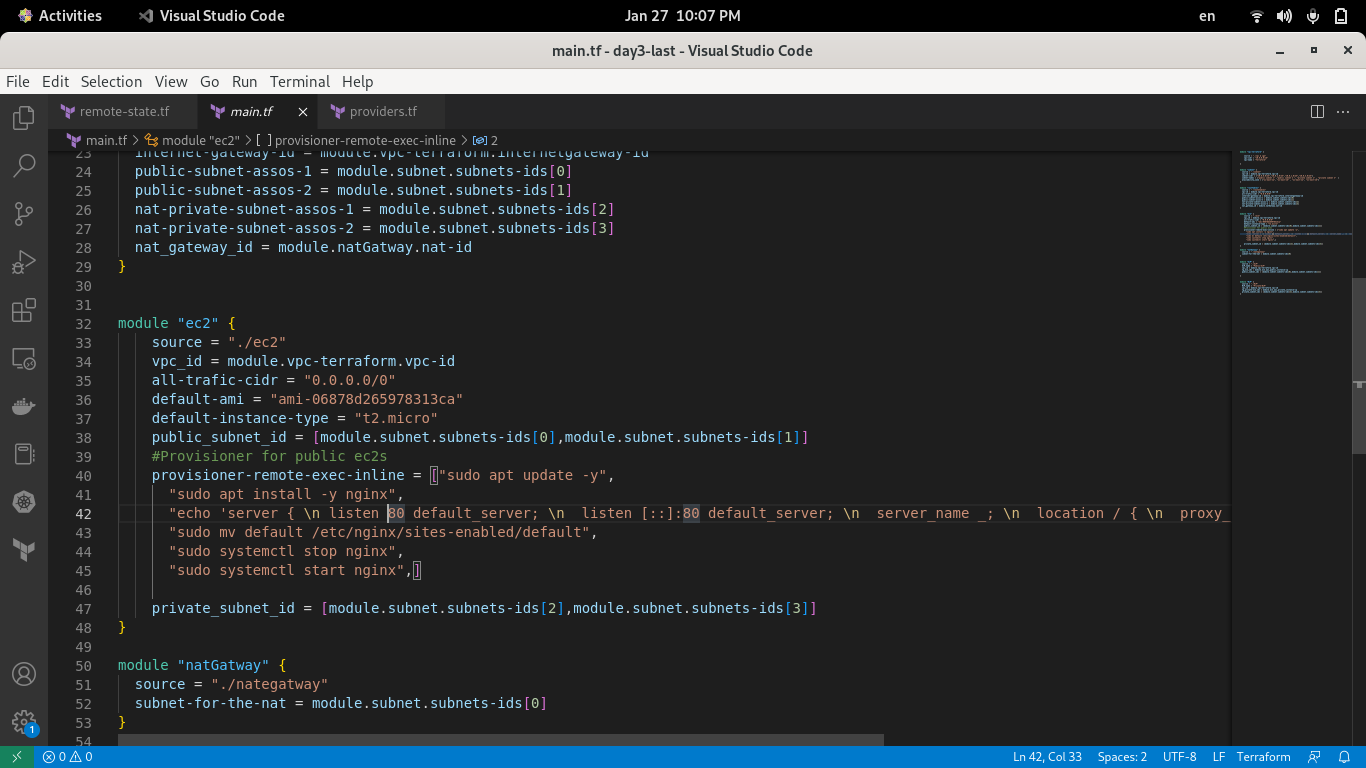 Activities
Visual Studio Code
Jan 27 10:07 PM
en
main.tf - day3-last - Visual Studio Code
File Edit Selection View Go Run Terminal Help
remote-state.tf
main.tf
providers.tf
main.tf > module "ec2" > [ ] provisioner-remote-exec-inline > 2
23 internet-gateway-id = module.vpc-terraform.internetgateway-id
24 public-subnet-assos-1 = module.subnet.subnets-ids[0]
25 public-subnet-assos-2 = module.subnet.subnets-ids[1]
26 nat-private-subnet-assos-1 = module.subnet.subnets-ids[2]
27 nat-private-subnet-assos-2 = module.subnet.subnets-ids[3]
28 nat_gateway_id = module.natGatway.nat-id
29 }
30
31
32 module "ec2" {
33 source = "./ec2"
34 vpc_id = module.vpc-terraform.vpc-id
35 all-trafic-cidr = "0.0.0.0/0"
36 default-ami = "ami-06878d265978313ca"
37 default-instance-type = "t2.micro"
38 public_subnet_id = [module.subnet.subnets-ids[0],module.subnet.subnets-ids[1]]
39 #Provisioner for public ec2s
40 provisioner-remote-exec-inline = ["sudo apt update -y",
41 "sudo apt install -y nginx",
42 "echo 'server { \n listen 80 default_server; \n  listen [::]:80 default_server; \n  server_name _; \n  location / { \n  proxy_
43 "sudo mv default /etc/nginx/sites-enabled/default",
44 "sudo systemctl stop nginx",
45 "sudo systemctl start nginx",]
46
47 private_subnet_id = [module.subnet.subnets-ids[2],module.subnet.subnets-ids[3]]
48 }
49
50 module "natGatway" {
51 source = "./nategatway"
52 subnet-for-the-nat = module.subnet.subnets-ids[0]
53 }
54
1
0 0
Ln 42, Col 33
Spaces: 2
UTF-8
LF
Terraform